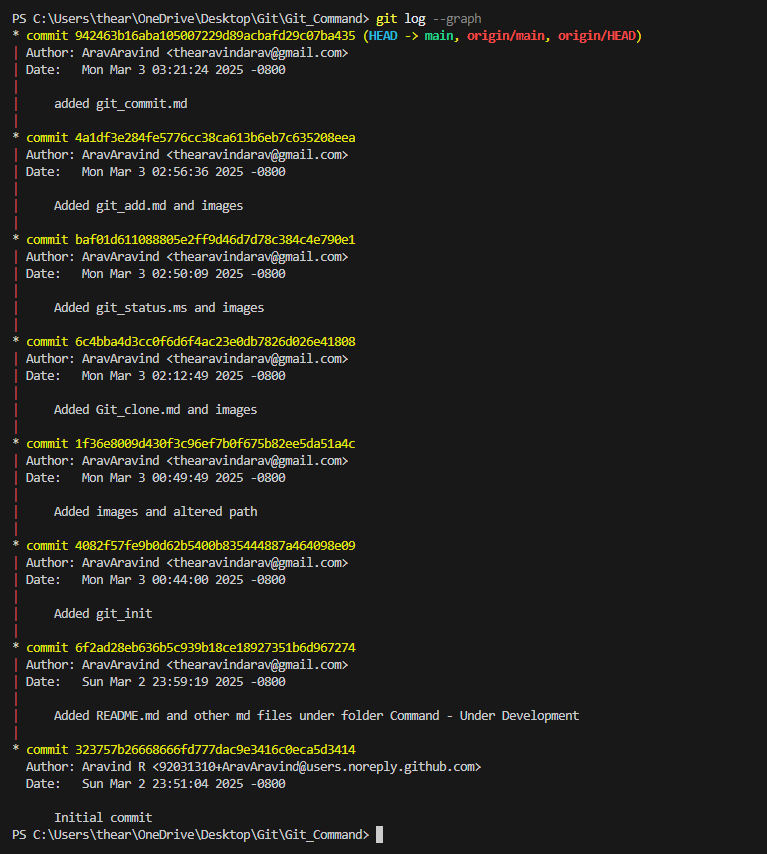 PS C:\Users\thear\OneDrive\Desktop\Git\Git_Command> git log --graph
* commit 942463b16aba105007229d89acbafd29c07ba435 (HEAD -> main, origin/main, origin/HEAD)
| Author: AravAravind <thearavindarav@gmail.com>
| Date:   Mon Mar 3 03:21:24 2025 -0800
|
|     added git_commit.md
|
* commit 4a1df3e284fe5776cc38ca613b6eb7c635208eea
| Author: AravAravind <thearavindarav@gmail.com>
| Date:   Mon Mar 3 02:56:36 2025 -0800
|
|     Added git_add.md and images
|
* commit baf01d611088805e2ff9d46d7d78c384c4e790e1
| Author: AravAravind <thearavindarav@gmail.com>
| Date:   Mon Mar 3 02:50:09 2025 -0800
|
|     Added git_status.ms and images
|
* commit 6c4bba4d3cc0f6d6f4ac23e0db7826d026e41808
| Author: AravAravind <thearavindarav@gmail.com>
| Date:   Mon Mar 3 02:12:49 2025 -0800
|
|     Added Git_clone.md and images
|
* commit 1f36e8009d430f3c96ef7b0f675b82ee5da51a4c
| Author: AravAravind <thearavindarav@gmail.com>
| Date:   Mon Mar 3 00:49:49 2025 -0800
|
|     Added images and altered path
|
* commit 4082f57fe9b0d62b5400b835444887a464098e09
| Author: AravAravind <thearavindarav@gmail.com>
| Date:   Mon Mar 3 00:44:00 2025 -0800
|
|     Added git_init
|
* commit 6f2ad28eb636b5c939b18ce18927351b6d967274
| Author: AravAravind <thearavindarav@gmail.com>
| Date:   Sun Mar 2 23:59:19 2025 -0800
|
|     Added README.md and other md files under folder Command - Under Development
|
* commit 323757b26668666fd777dac9e3416c0eca5d3414
  Author: Aravind R <92031310+AravAravind@users.noreply.github.com>
  Date:   Sun Mar 2 23:51:04 2025 -0800

      Initial commit
PS C:\Users\thear\OneDrive\Desktop\Git\Git_Command>